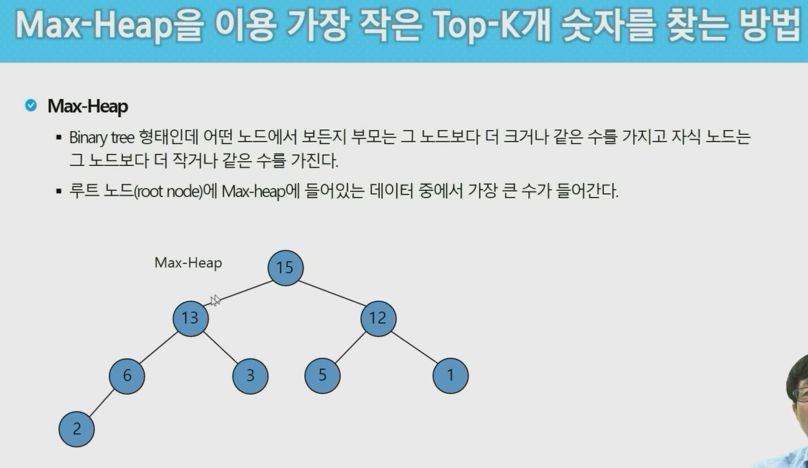 Max-Heap을 이용 가장 작은 Top-K개 숫자를 찾는 방법
Max-Heap
Binary tree 형태인데 어떤 노드에서 보든지 부모는 그 노드보다 더 크거나 같은 수를 가지고 자식 노드는
그 노드보다 더 작거나 같은 수를 가진다.
루트 노드(root node)에 Max-heap에 들어있는 데이터 중에서 가장 큰 수가 들어간다.
Max-Heap
15
13 12
6 3 5 1
2